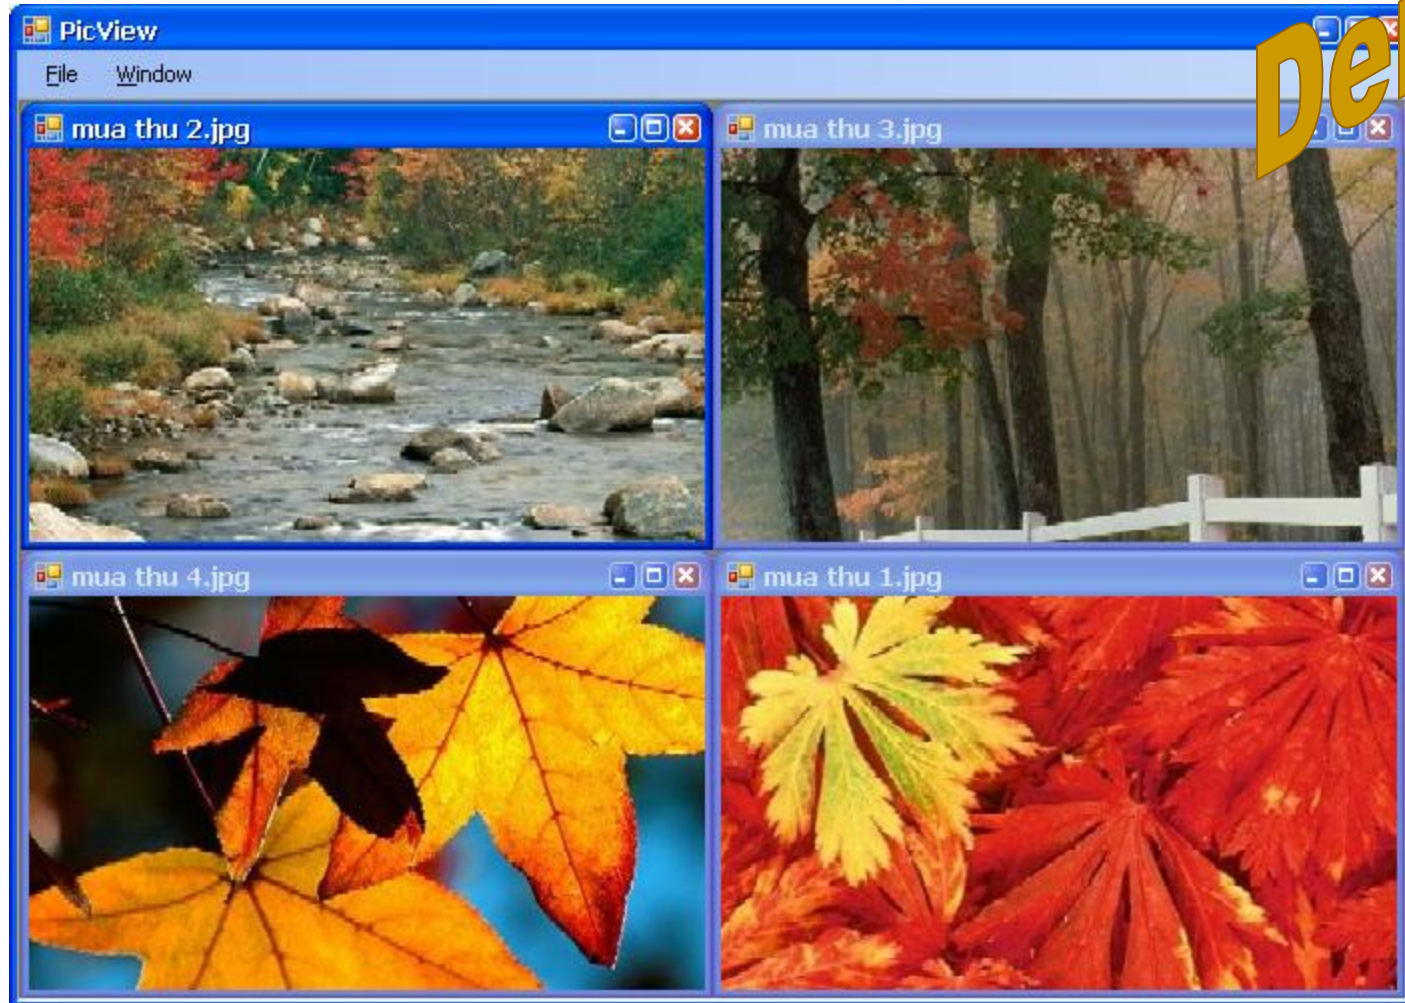 PicView
File Window
mua thu 2.jpg
mua thu 3.jpg
mua thu 4.jpg
mua thu 1.jpg